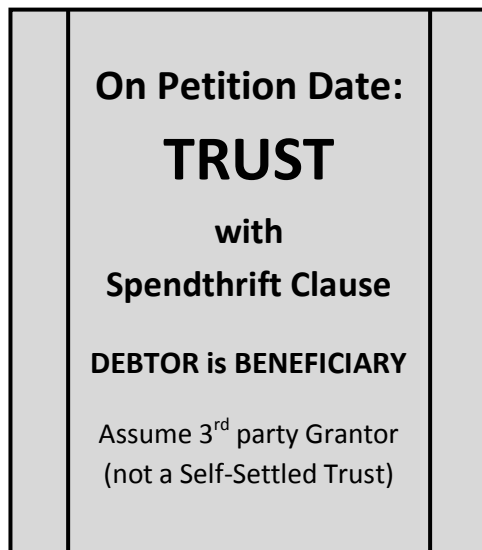 On Petition Date:
TRUST
with
Spendthrift Clause
DEBTOR is BENEFICIARY
Assume 3rd party Grantor
(not a Self-Settled Trust)